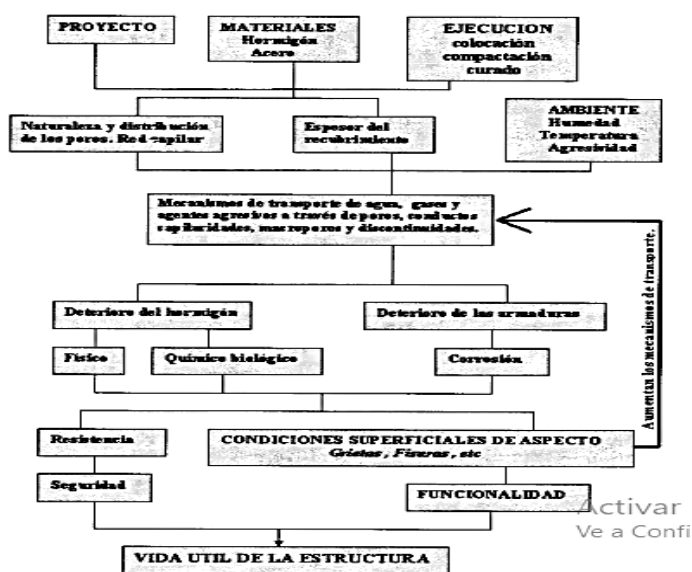 PROYECTO
MATERIALES
Hormigón
Acero
EJECUCION
colocación
compactación
curado
Naturaleza y distribución
de los poros. Red capilar
Espesor del
recubrimiento
AMBIENTE
Humedad
Temperatura
Agresividad
Mecanismos de transporte de agua, gases y
agentes agresivos a través de poros, conductos
capilaridades, macroporos y discontinuidades.
Aumentan los mecanismos de transporte.
Deterioro del hormigón
Deterioro de las armaduras
Físico
Químico biológico
Corrosión
Resistencia
CONDICIONES SUPERFICIALES DE ASPECTO
Grietas, Fisuras, etc
Seguridad
FUNCIONALIDAD
Activar
Ve a Confi
VIDA UTIL DE LA ESTRUCTURA